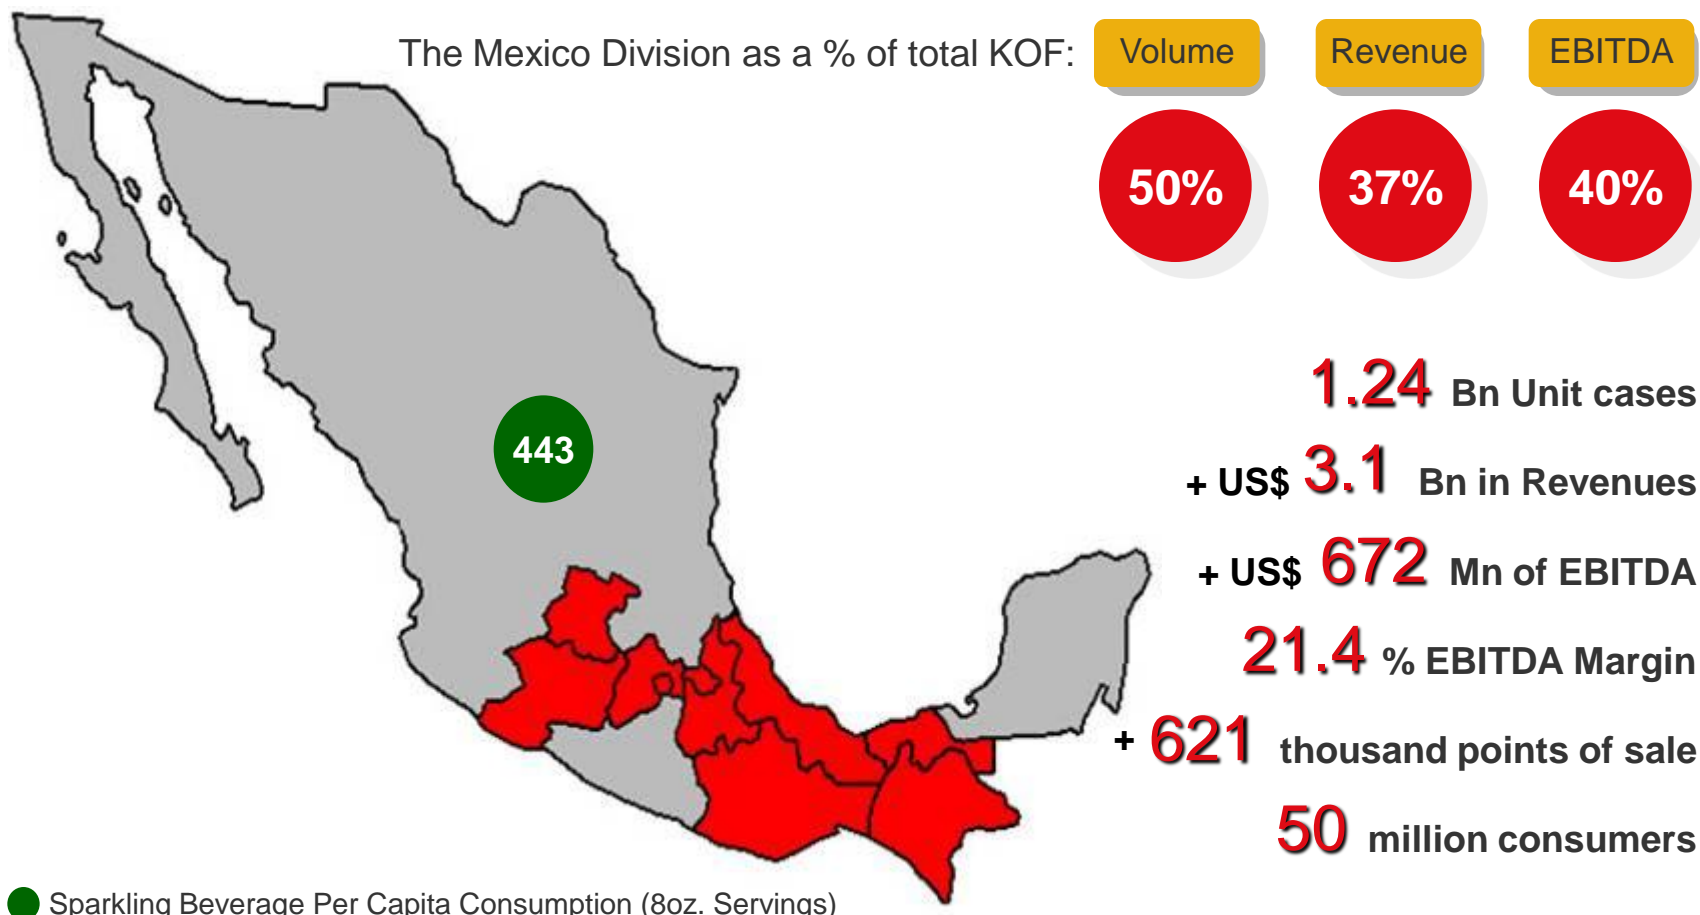 The Mexico Division as a % of total KOF: Volume Revenue EBITDA
50% 37% 40%
1.24 Bn Unit cases
443
+ US$ 3.1 Bn in Revenues
+ US$ 672 Mn of EBITDA
21.4 % EBITDA Margin
+ 621 thousand points of sale
50 million consumers
Sparkling Beverage Per Capita Consumption (8oz. Servings)